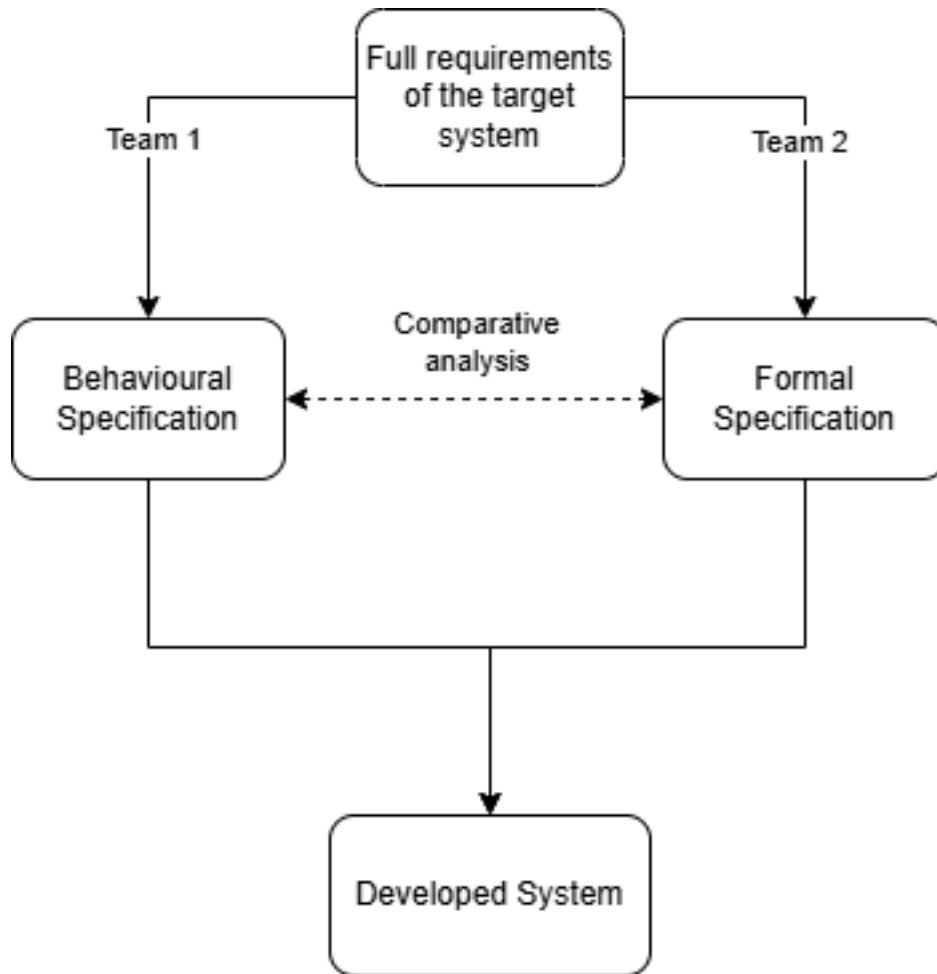 Full requirements
of the target
system
Team 1
Team 2
Comparative
analysis
Behavioural
Specification
Formal
Specification
Developed System